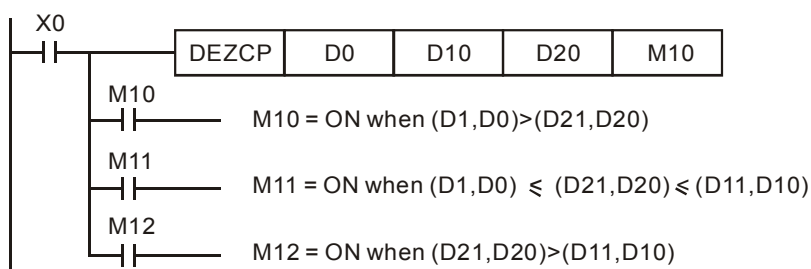 X0
DEZCP D0 D10 D20 M10
M10
M10 = ON when (D1,D0)>(D21,D20)
M11
M11 = ON when (D1,D0) ≤ (D21,D20) ≤ (D11,D10)
M12
M12 = ON when (D21,D20)>(D11,D10)